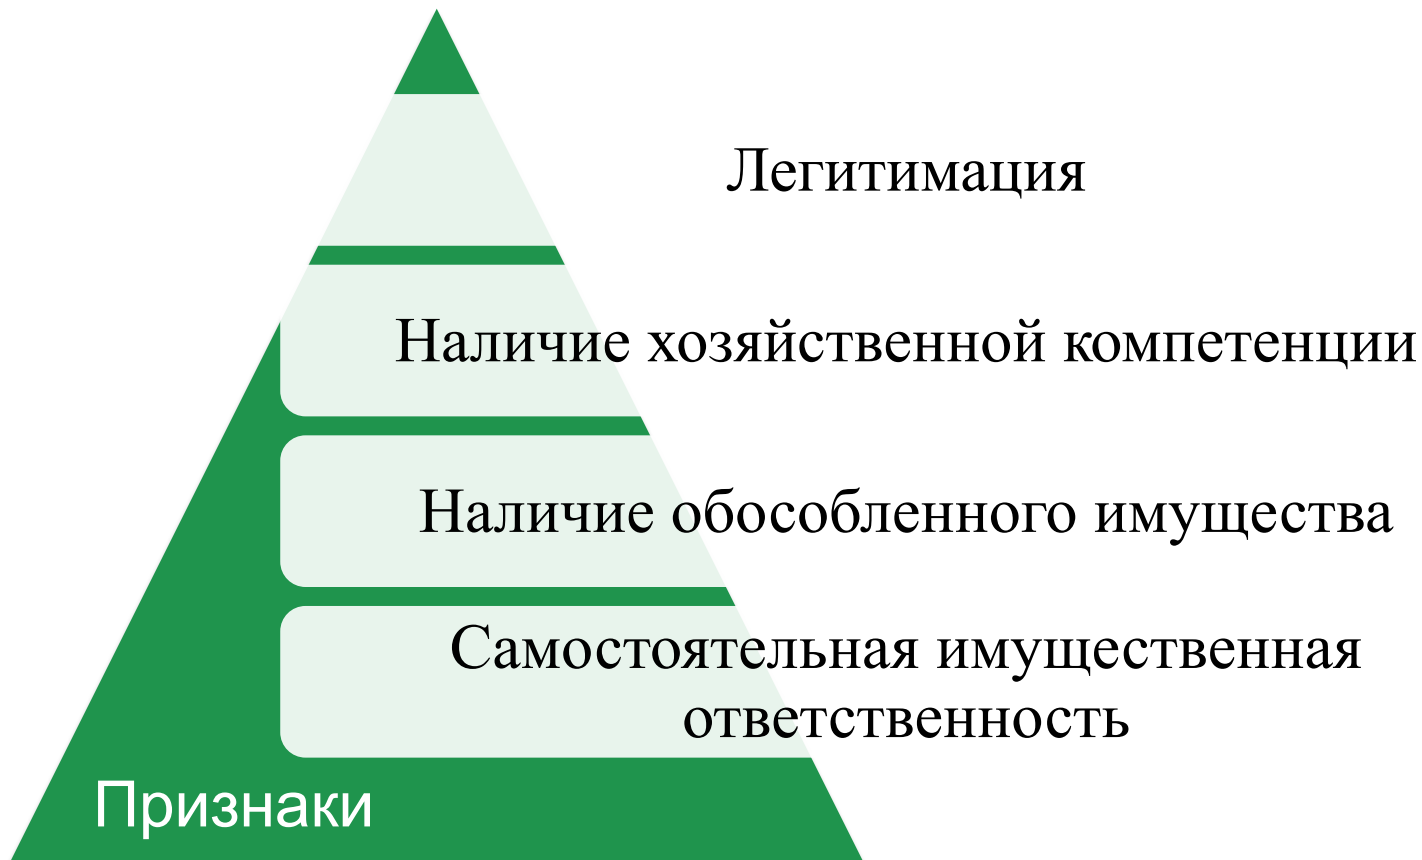 Легитимация
Наличие хозяйственной компетенции
Наличие обособленного имущества
Самостоятельная имущественная
ответственность
Признаки